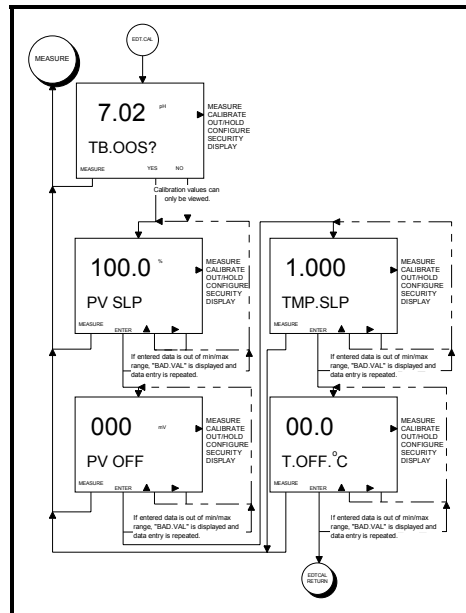 EDT.CAL
MEASURE
7.02 pH
TB.OOS?
MEASURE YES NO
MEASURE
CALIBRATE
OUT/HOLD
CONFIGURE
SECURITY
DISPLAY
Calibration values can
only be viewed.
100.0 %
PV SLP
MEASURE ENTER
MEASURE
CALIBRATE
OUT/HOLD
CONFIGURE
SECURITY
DISPLAY
If entered data is out of min/max
range, "BAD.VAL" is displayed and
data entry is repeated.
000 mV
PV OFF
MEASURE ENTER
MEASURE
CALIBRATE
OUT/HOLD
CONFIGURE
SECURITY
DISPLAY
If entered data is out of min/max
range, "BAD.VAL" is displayed and
data entry is repeated.
1.000
TMP.SLP
MEASURE ENTER
MEASURE
CALIBRATE
OUT/HOLD
CONFIGURE
SECURITY
DISPLAY
If entered data is out of min/max
range, "BAD.VAL" is displayed and
data entry is repeated.
00.0
T.OFF.°C
MEASURE ENTER
MEASURE
CALIBRATE
OUT/HOLD
CONFIGURE
SECURITY
DISPLAY
If entered data is out of min/max
range, "BAD.VAL" is displayed and
data entry is repeated.
EDTCAL
RETURN